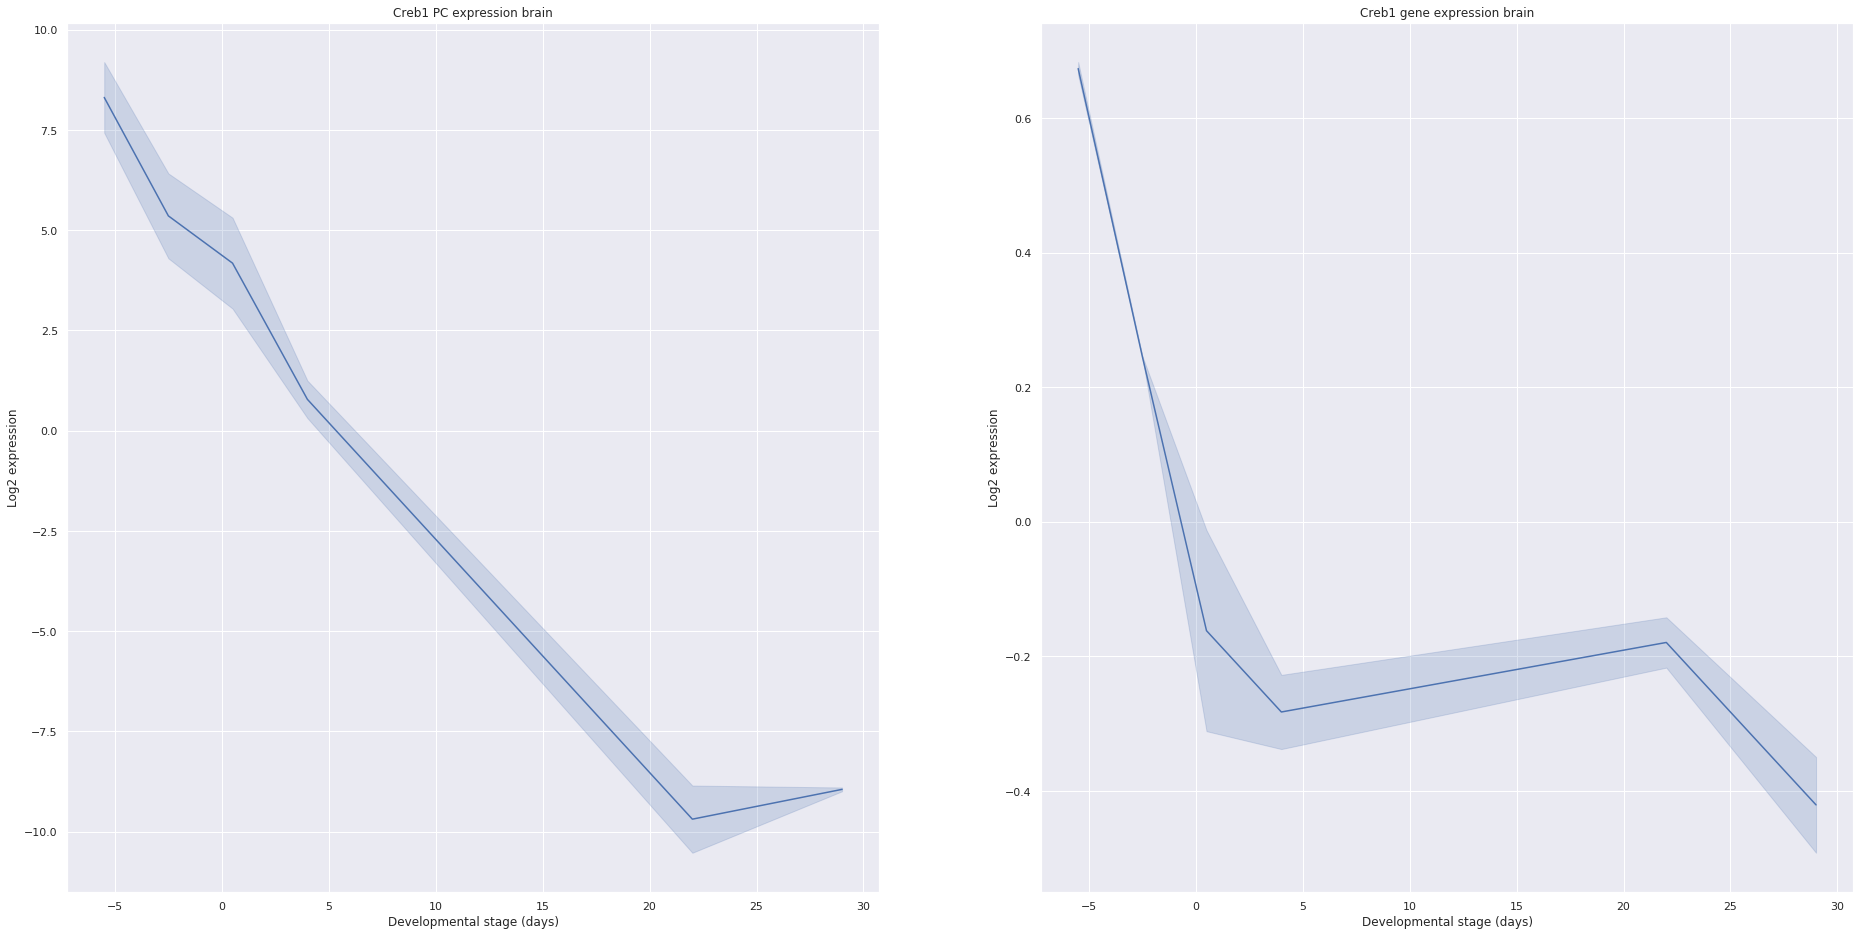 Creb1 PC expression brain
10.0
7.5
5.0
2.5
0.0
−2.5
−5.0
−7.5
−10.0
Log2 expression
−5 0 5 10 15 20 25 30
Developmental stage (days)
Creb1 gene expression brain
0.6
0.4
0.2
0.0
−0.2
−0.4
Log2 expression
−5 0 5 10 15 20 25 30
Developmental stage (days)